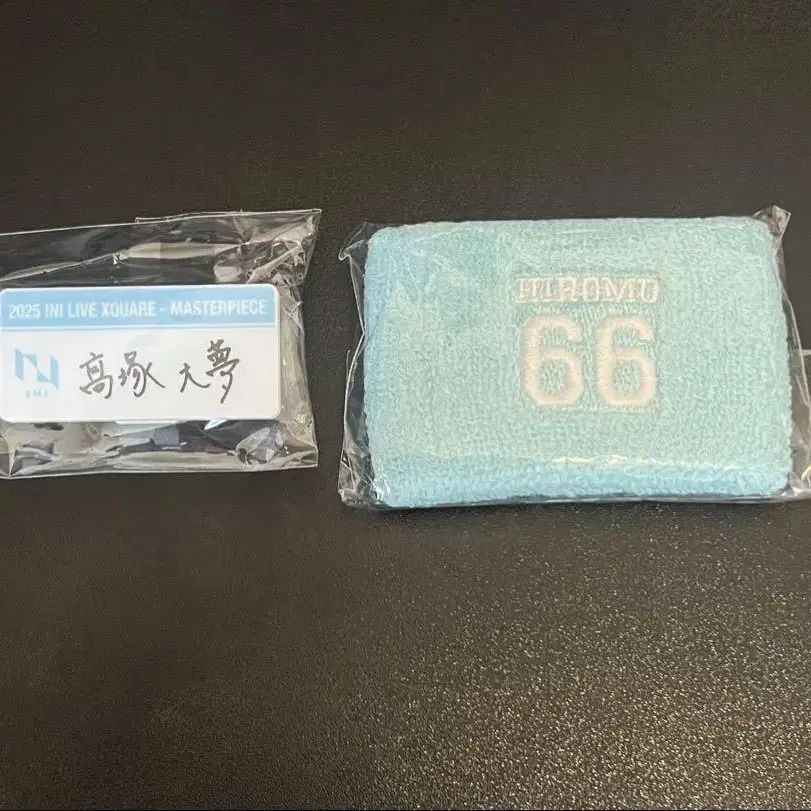 2025 INI LIVE XQUARE - MASTERPIECE
INI
髙塚 大夢
HIROMU
66